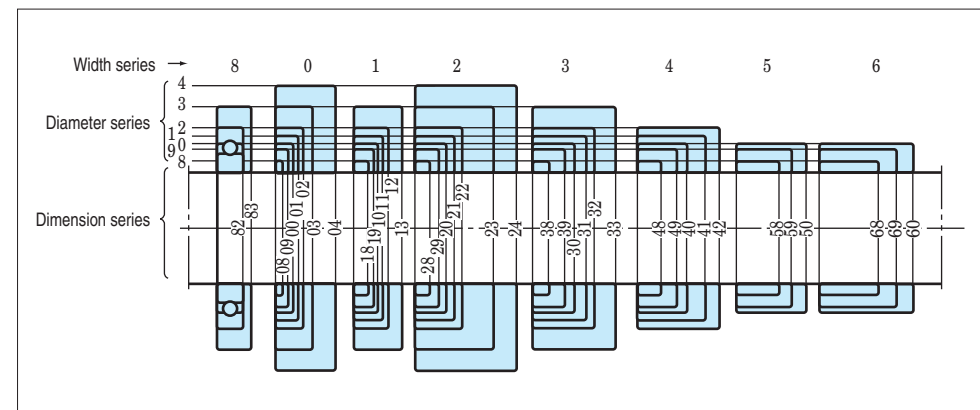 Width series → 8 0 1 2 3 4 5 6
Diameter series
4
3
2
1
0
9
8
Dimension series
82 83
08 09 00 01 02 03 04
18 19 10 11 12 13
28 29 20 21 22 23 24
38 39 30 31 32 33
48 49 40 41 42
58 59 50
68 69 60